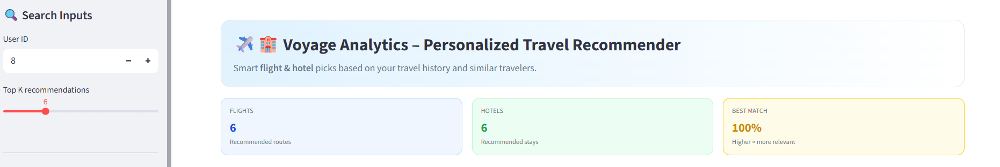 Search Inputs
User ID
8
Top K recommendations
6
Voyage Analytics – Personalized Travel Recommender
Smart flight & hotel picks based on your travel history and similar travelers.
FLIGHTS
6
Recommended routes
HOTELS
6
Recommended stays
BEST MATCH
100%
Higher ≈ more relevant